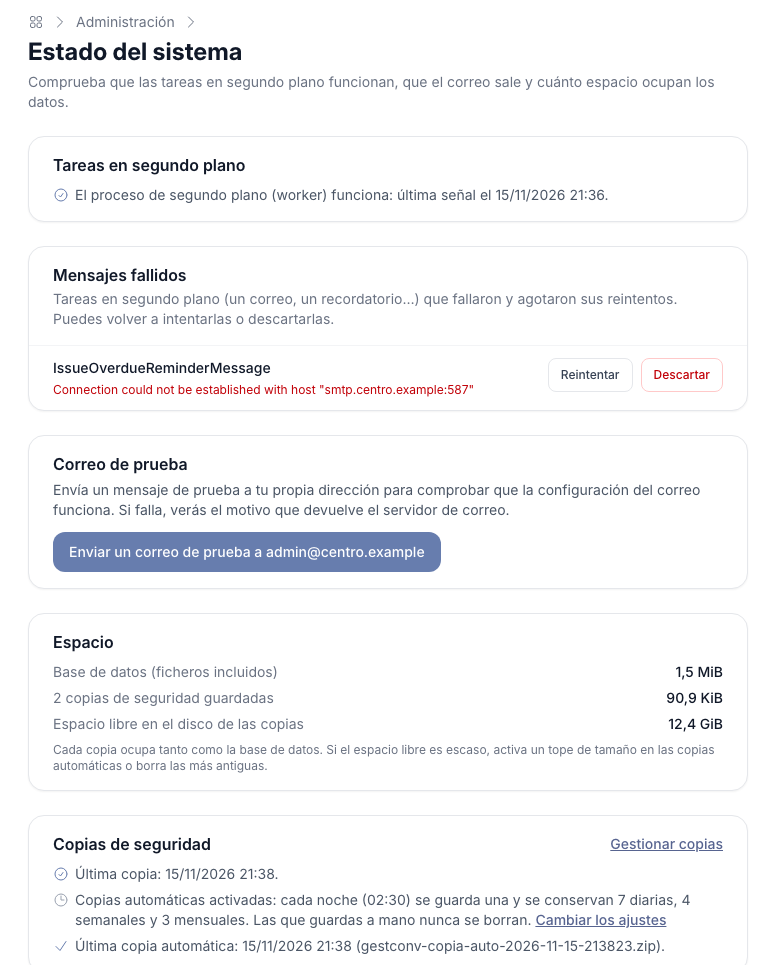 Administración
Estado del sistema
Comprueba que las tareas en segundo plano funcionan, que el correo sale y cuánto espacio ocupan los
datos.
Tareas en segundo plano
El proceso de segundo plano (worker) funciona: última señal el 15/11/2026 21:36.
Mensajes fallidos
Tareas en segundo plano (un correo, un recordatorio...) que fallaron y agotaron sus reintentos.
Puedes volver a intentarlas o descartarlas.
IssueOverdueReminderMessage
Connection could not be established with host "smtp.centro.example:587"
Reintentar
Descartar
Correo de prueba
Envía un mensaje de prueba a tu propia dirección para comprobar que la configuración del correo
funciona. Si falla, verás el motivo que devuelve el servidor de correo.
Enviar un correo de prueba a admin@centro.example
Espacio
Base de datos (ficheros incluidos) 1,5 MiB
2 copias de seguridad guardadas 90,9 KiB
Espacio libre en el disco de las copias 12,4 GiB
Cada copia ocupa tanto como la base de datos. Si el espacio libre es escaso, activa un tope de tamaño en las copias
automáticas o borra las más antiguas.
Copias de seguridad Gestionar copias
Última copia: 15/11/2026 21:38.
Copias automáticas activadas: cada noche (02:30) se guarda una y se conservan 7 diarias, 4
semanales y 3 mensuales. Las que guardas a mano nunca se borran. Cambiar los ajustes
Última copia automática: 15/11/2026 21:38 (gestconv-copia-auto-2026-11-15-213823.zip).